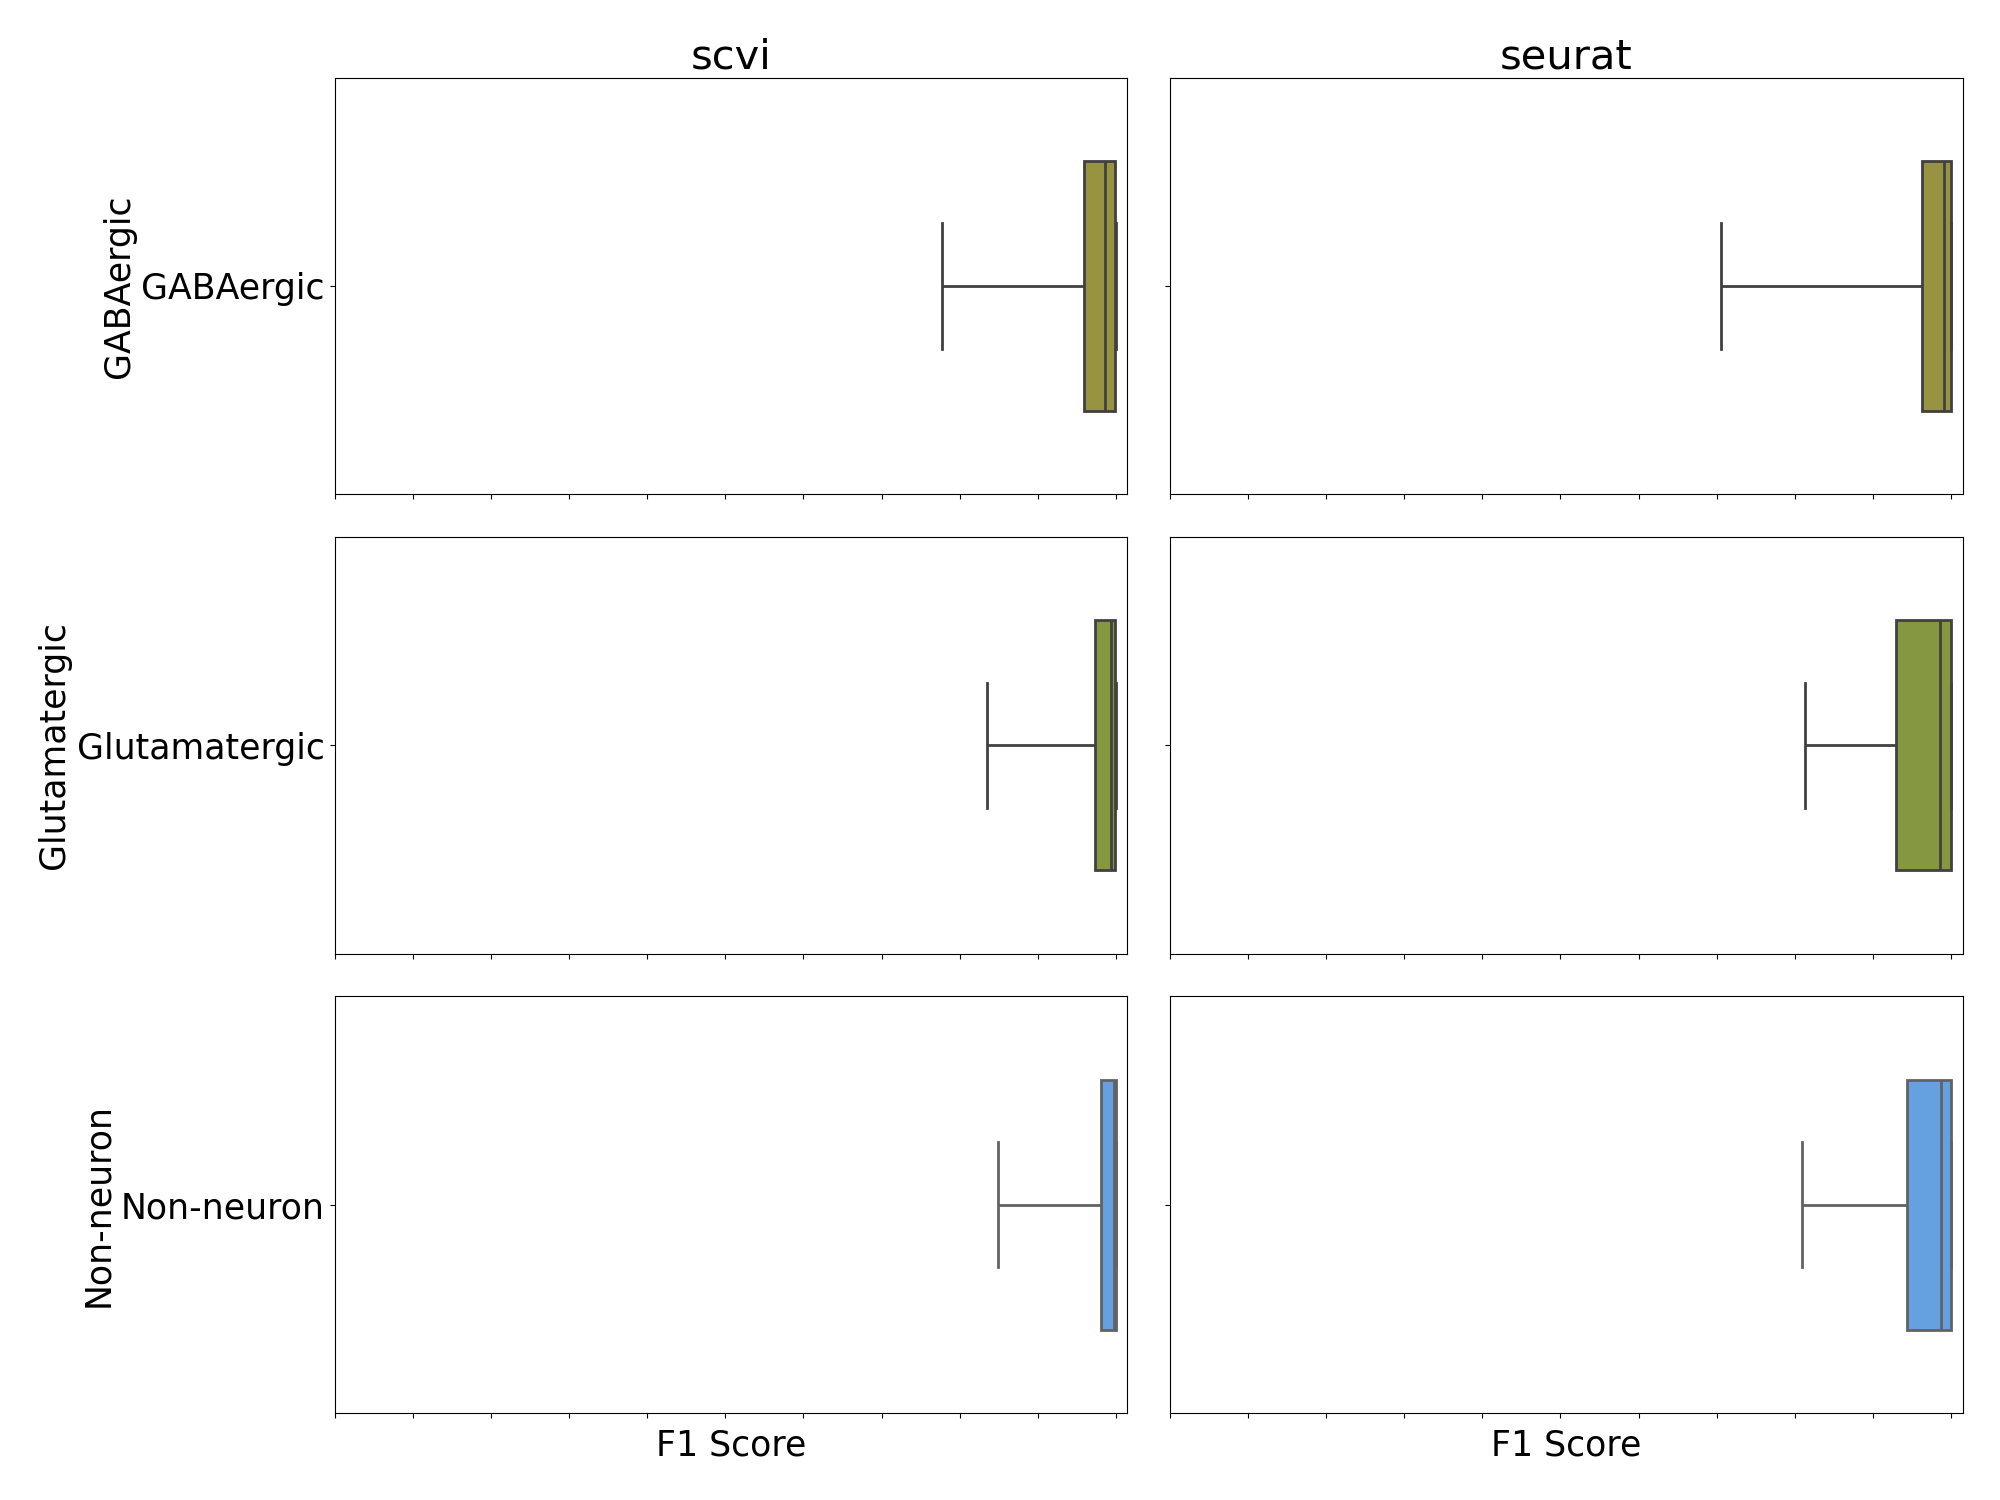 scvi
seurat
GABAergic
GABAergic
Glutamatergic
Glutamatergic
Non-neuron
Non-neuron
F1 Score
F1 Score